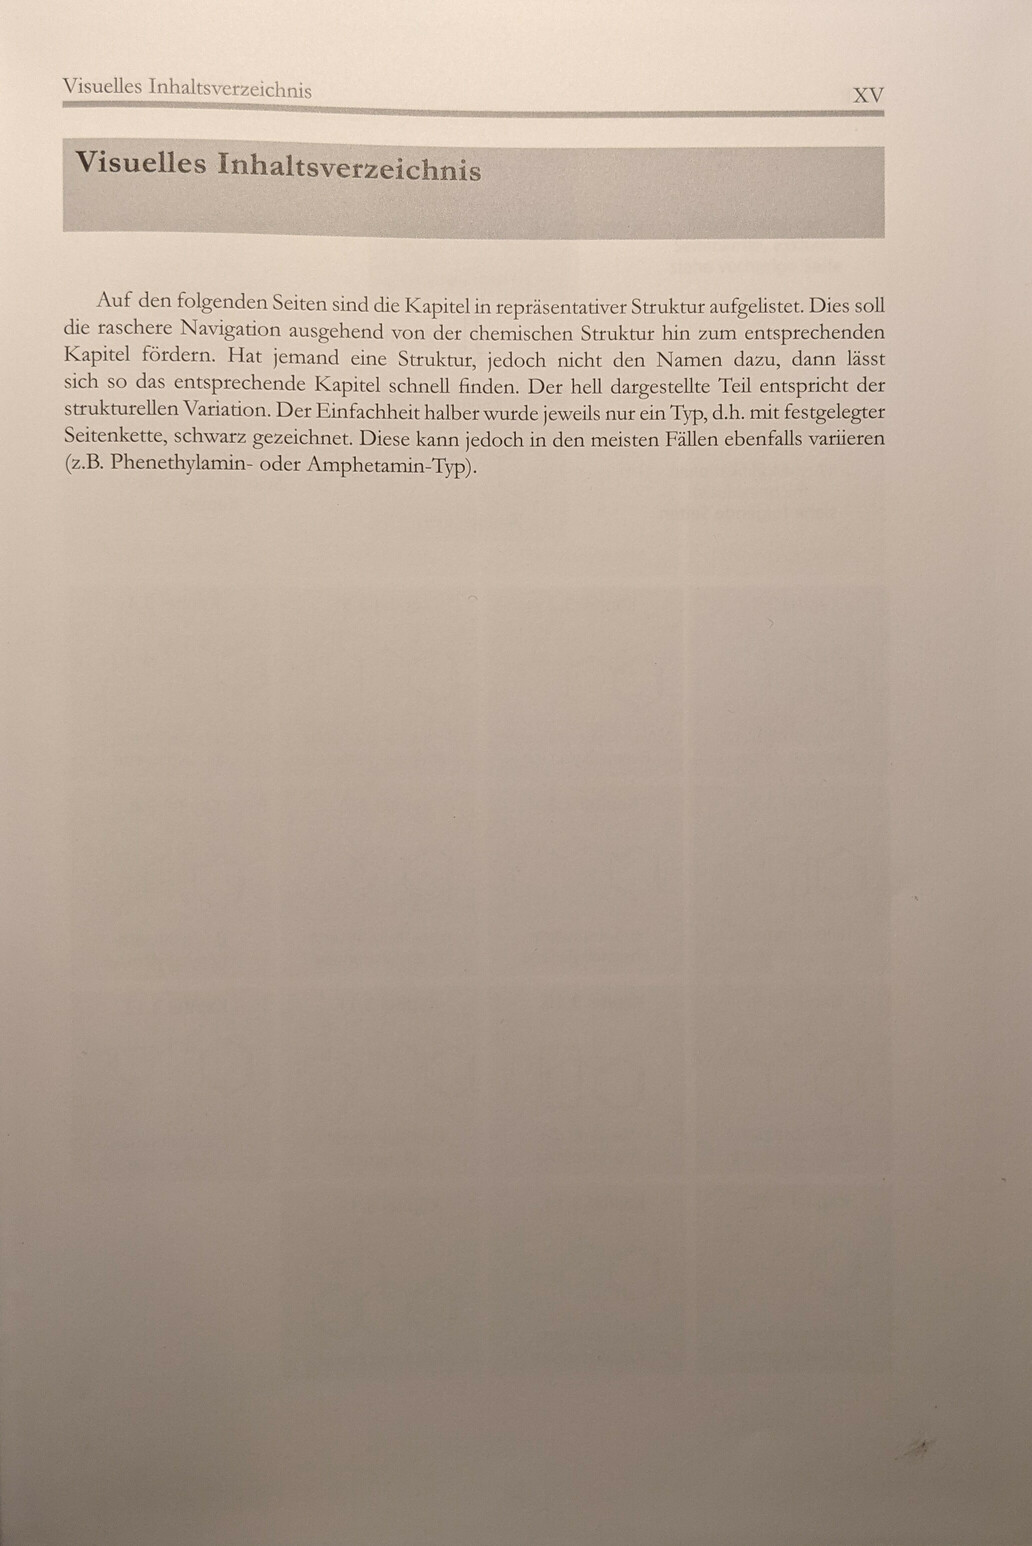 Visuelles Inhaltsverzeichnis
XV
Visuelles Inhaltsverzeichnis
Auf den folgenden Seiten sind die Kapitel in repräsentativer Struktur aufgelistet. Dies soll
die raschere Navigation ausgehend von der chemischen Struktur hin zum entsprechenden
Kapitel fördern. Hat jemand eine Struktur, jedoch nicht den Namen dazu, dann lässt
sich so das entsprechende Kapitel schnell finden. Der hell dargestellte Teil entspricht der
strukturellen Variation. Der Einfachheit halber wurde jeweils nur ein Typ, d.h. mit festgelegter
Seitenkette, schwarz gezeichnet. Diese kann jedoch in den meisten Fällen ebenfalls variieren
(z.B. Phenethylamin- oder Amphetamin-Typ).